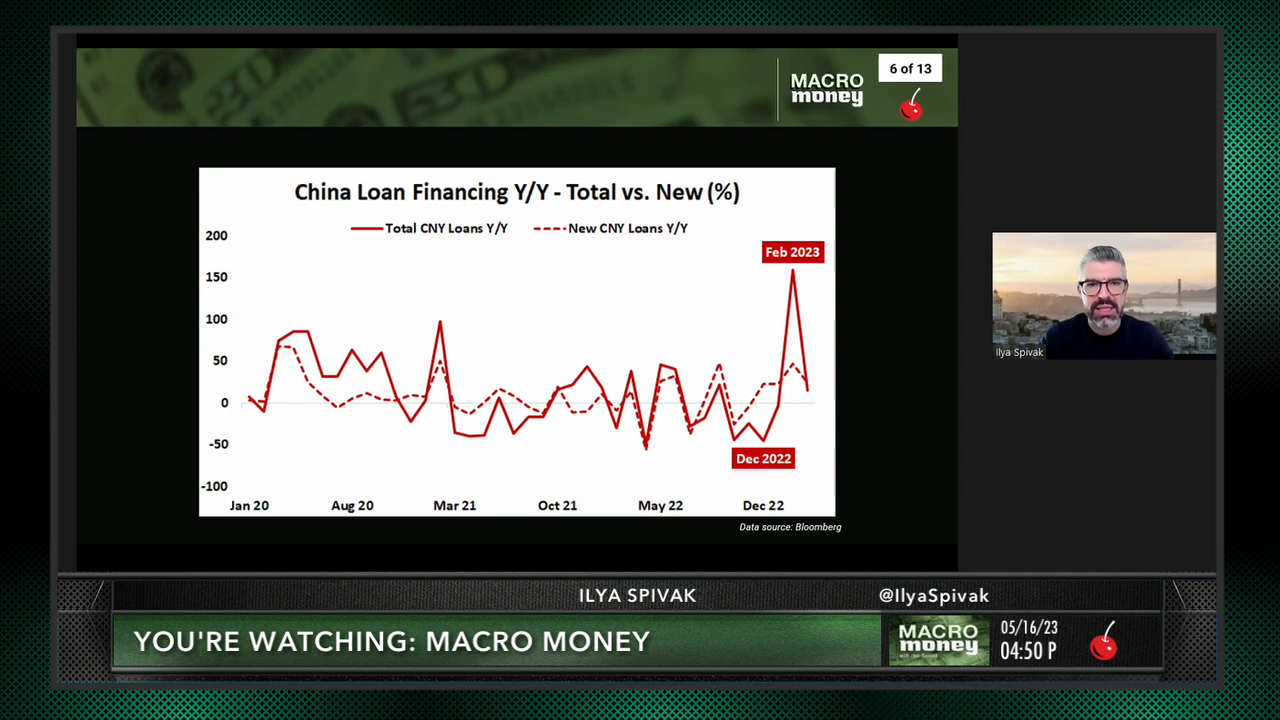 MACRO
money
6 of 13
China Loan Financing Y/Y - Total vs. New (%)
Total CNY Loans Y/Y
New CNY Loans Y/Y
200
150
100
50
0
-50
-100
Feb 2023
Dec 2022
Jan 20
Aug 20
Mar 21
Oct 21
May 22
Dec 22
Data source: Bloomberg
Ilya Spivak
ILYA SPIVAK
@IlyaSpivak
YOU'RE WATCHING: MACRO MONEY
MACRO
money
with Ilya Spivak
05/16/23
04:50 P